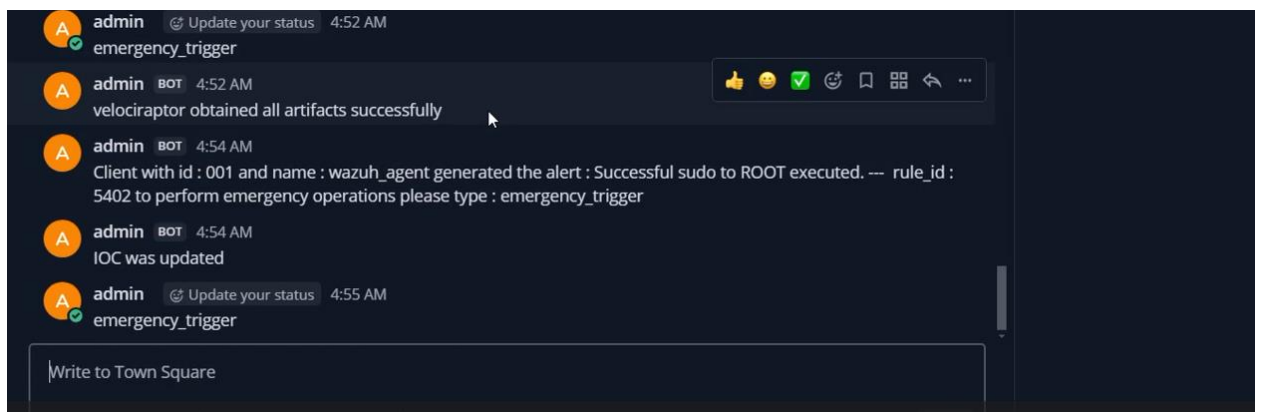 admin Update your status 4:52 AM
emergency_trigger
A
admin BOT 4:52 AM
A
velociraptor obtained all artifacts successfully
admin BOT 4:54 AM
A
Client with id : 001 and name : wazuh_agent generated the alert : Successful sudo to ROOT executed. --- rule_id :
5402 to perform emergency operations please type : emergency_trigger
admin BOT 4:54 AM
A
IOC was updated
admin Update your status 4:55 AM
A
emergency_trigger
Write to Town Square